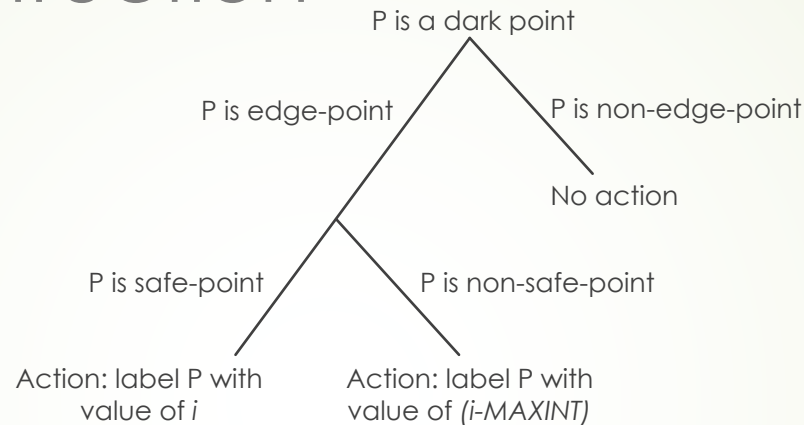 P is a dark point
P is edge-point
P is non-edge-point
No action
P is safe-point
P is non-safe-point
Action: label P with
value of i
Action: label P with
value of (i-MAXINT)